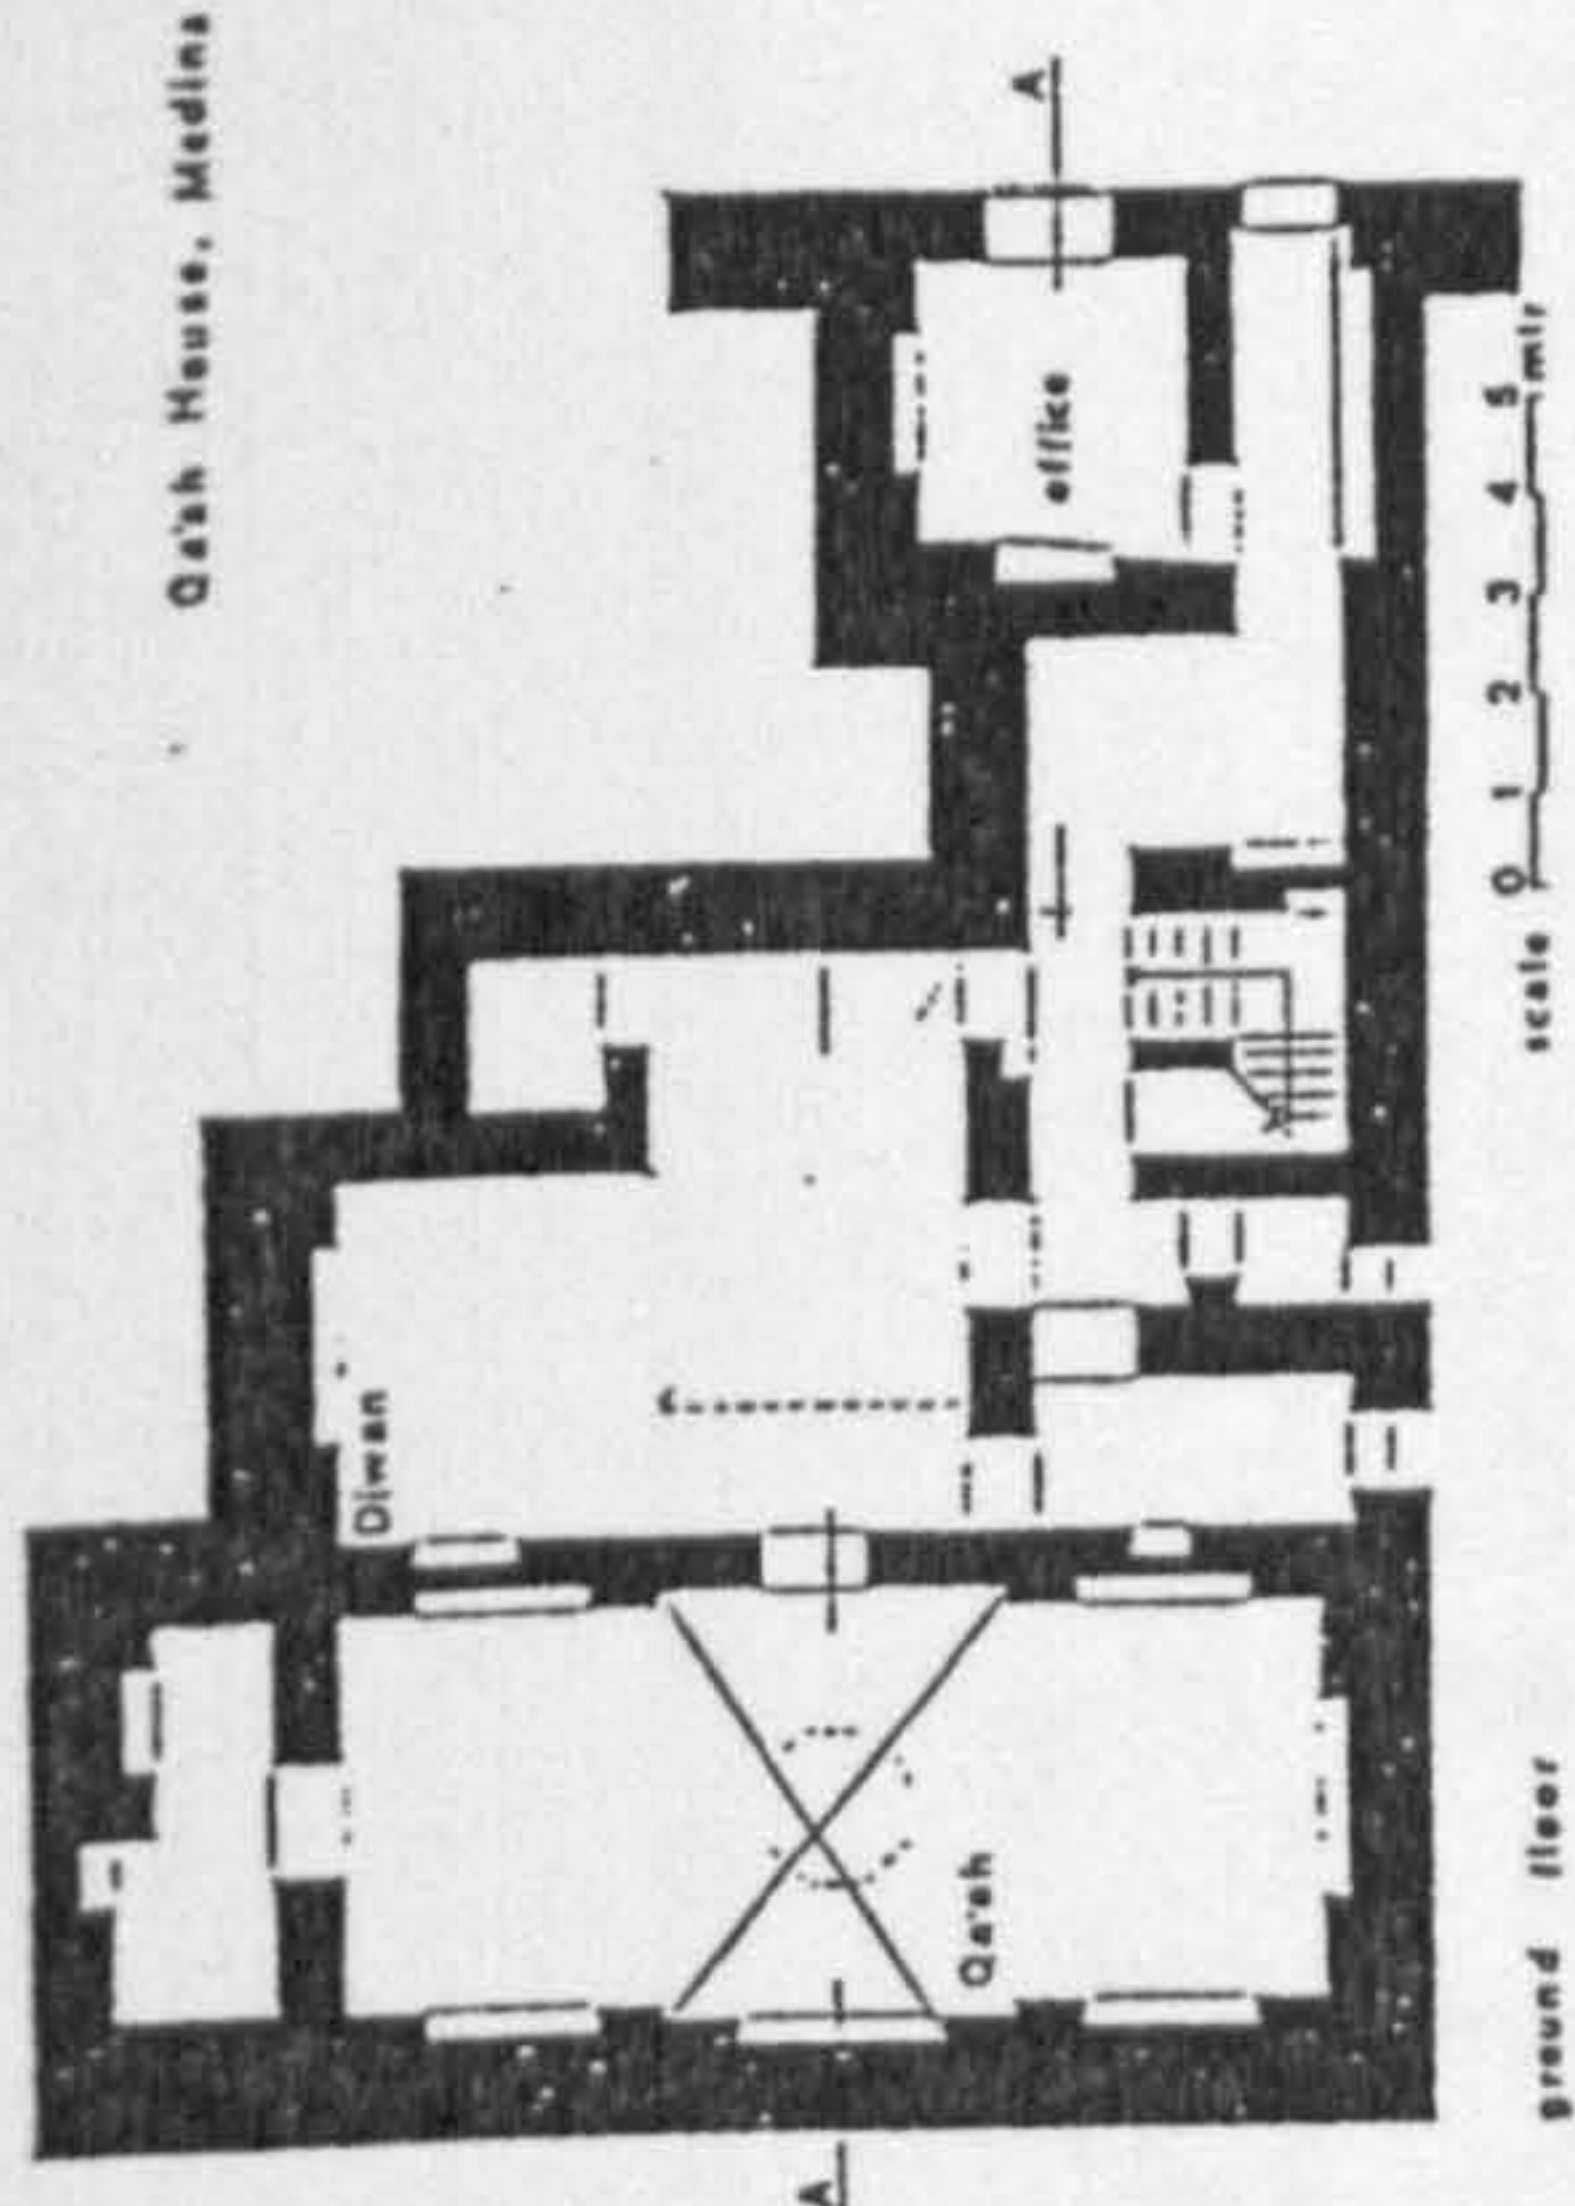 Qa'ah House, Medina
A
office
Diwan
Qa'ah
A
scale 0 1 2 3 4 5 mtr
ground floor